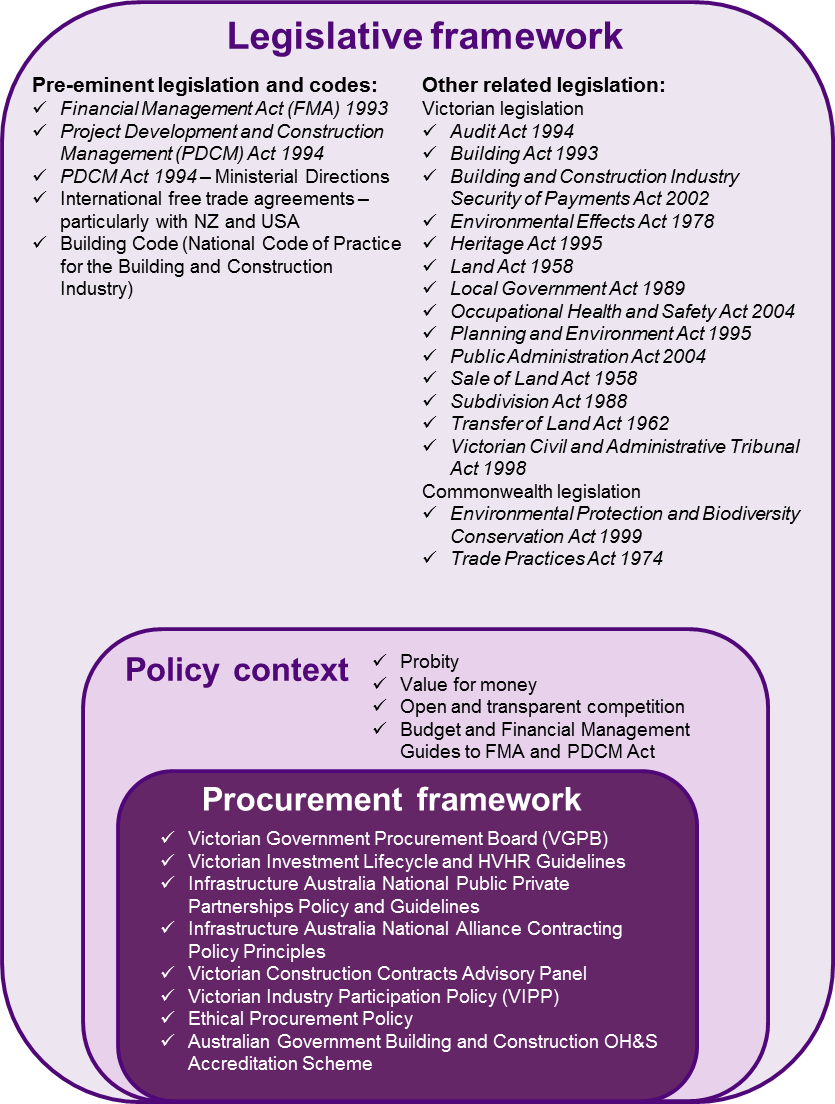 Legislative framework
Pre-eminent legislation and codes:
✓ Financial Management Act (FMA) 1993
✓ Project Development and Construction
Management (PDCM) Act 1994
✓ PDCM Act 1994 – Ministerial Directions
✓ International free trade agreements –
particularly with NZ and USA
✓ Building Code (National Code of Practice
for the Building and Construction
Industry)
Other related legislation:
Victorian legislation
✓ Audit Act 1994
✓ Building Act 1993
✓ Building and Construction Industry
Security of Payments Act 2002
✓ Environmental Effects Act 1978
✓ Heritage Act 1995
✓ Land Act 1958
✓ Local Government Act 1989
✓ Occupational Health and Safety Act 2004
✓ Planning and Environment Act 1995
✓ Public Administration Act 2004
✓ Sale of Land Act 1958
✓ Subdivision Act 1988
✓ Transfer of Land Act 1962
✓ Victorian Civil and Administrative Tribunal
Act 1998
Commonwealth legislation
✓ Environmental Protection and Biodiversity
Conservation Act 1999
✓ Trade Practices Act 1974
Policy context
✓ Probity
✓ Value for money
✓ Open and transparent competition
✓ Budget and Financial Management
Guides to FMA and PDCM Act
Procurement framework
✓ Victorian Government Procurement Board (VGPB)
✓ Victorian Investment Lifecycle and HVHR Guidelines
✓ Infrastructure Australia National Public Private
Partnerships Policy and Guidelines
✓ Infrastructure Australia National Alliance Contracting
Policy Principles
✓ Victorian Construction Contracts Advisory Panel
✓ Victorian Industry Participation Policy (VIPP)
✓ Ethical Procurement Policy
✓ Australian Government Building and Construction OH&S
Accreditation Scheme